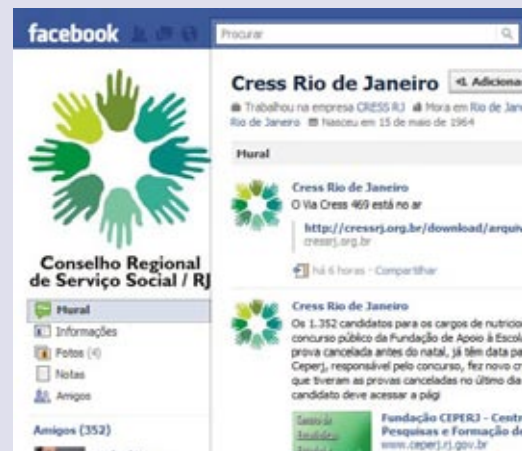 facebook
Procurar
Cress Rio de Janeiro
Adiciona
Trabalhou na empresa CRESS RJ Mora em Rio de Jan
Rio de Janeiro Nasceu em 15 de maio de 1964
Mural
Cress Rio de Janeiro
O Via Cress 469 está no ar
http://cressrj.org.br/download/arquiv
cressrj.org.br
há 6 horas · Compartilhar
Cress Rio de Janeiro
Os 1.352 candidatos para os cargos de nutricio
concurso público da Fundação de Apoio à Escola
prova cancelada antes do natal, já têm data pa
Ceperj, responsável pelo concurso, fez novo cr
que tiveram as provas canceladas no último dia
candidato deve acessar a pági
Fundação CEPERJ - Centr
Pesquisas e Formação de
www.ceperj.rj.gov.br
Conselho Regional
de Serviço Social / RJ
Mural
Informações
Fotos (4)
Notas
Amigos
Amigos (352)